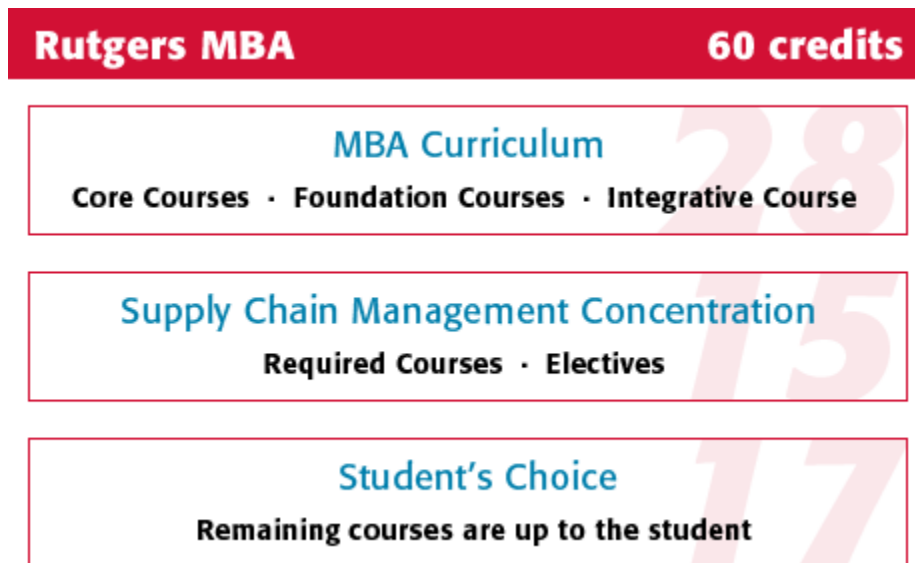 Rutgers MBA 60 credits
28
MBA Curriculum
Core Courses · Foundation Courses · Integrative Course
15
Supply Chain Management Concentration
Required Courses · Electives
17
Student’s Choice
Remaining courses are up to the student